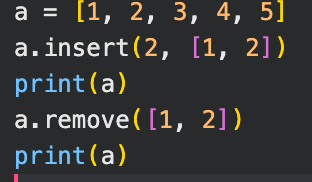 a = [1, 2, 3, 4, 5]
a.insert(2, [1, 2])
print(a)
a.remove([1, 2])
print(a)